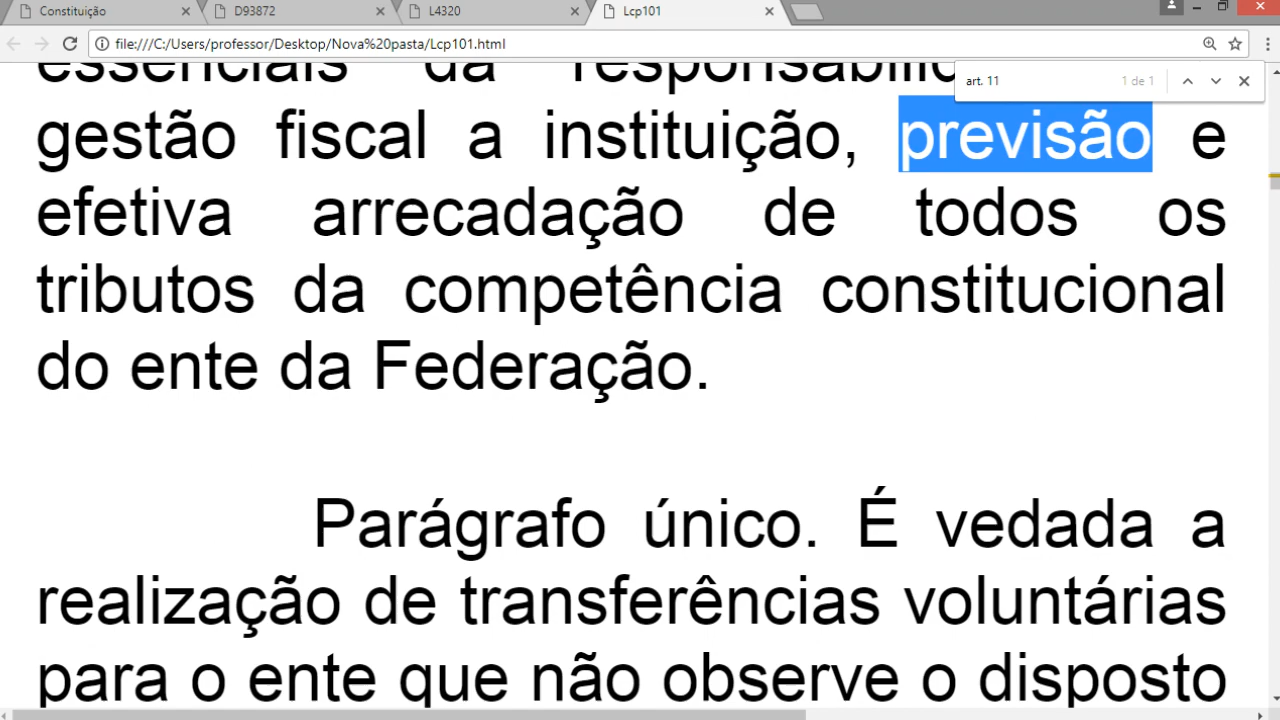 Constituição
D93872
L4320
Lcp101
file:///C:/Users/professor/Desktop/Nova%20pasta/Lcp101.html
art. 11
1 de 1
essenciais da
gestão fiscal a instituição, previsão e
efetiva arrecadação de todos os
tributos da competência constitucional
do ente da Federação.
Parágrafo único. É vedada a
realização de transferências voluntárias
para o ente que não observe o disposto